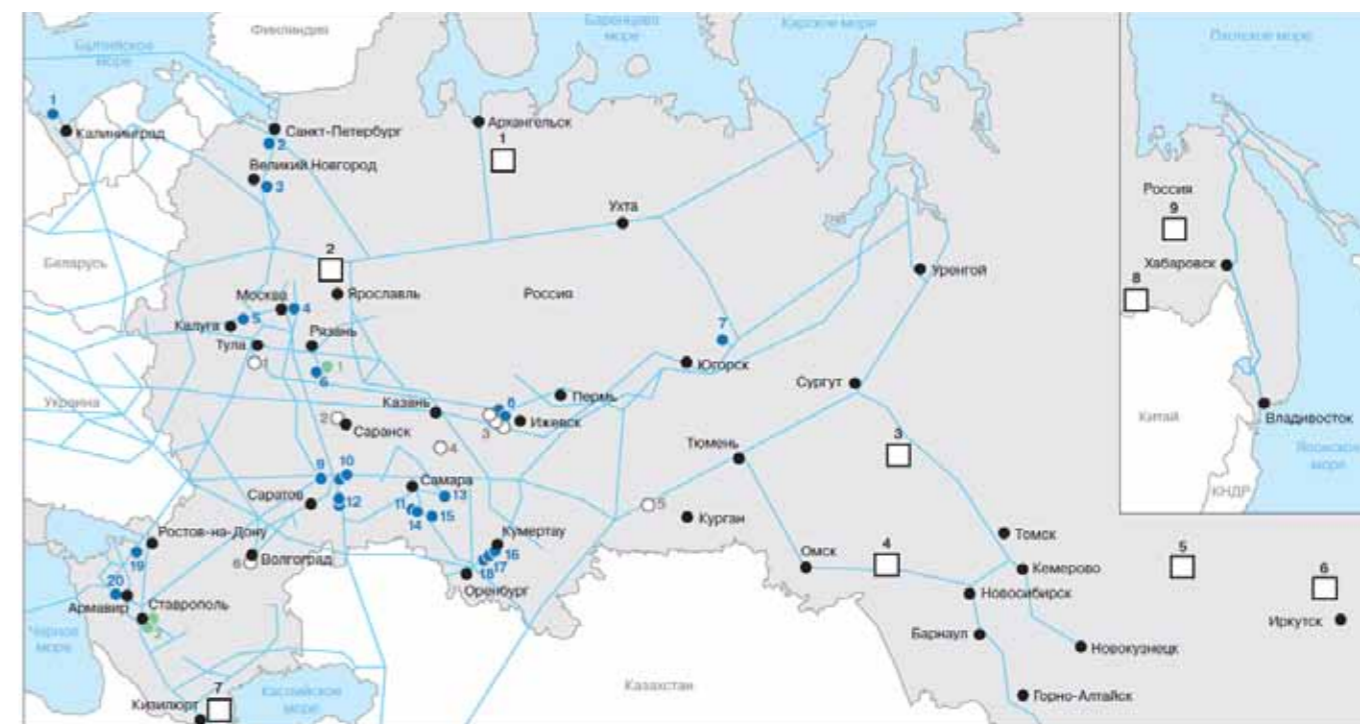 Финляндия
Баренцево
море
Карское море
Охотское море
Балтийское
море
1
Калининград
Санкт-Петербург
2
Архангельск
1
Великий Новгород
3
Россия
9
Ухта
Хабаровск
Беларусь
2
Уренгой
8
Москва
4
Ярославль
Россия
Калуга
5
Рязань
7
Тула
1
1
6
Югорск
Сургут
Пермь
Украина
Казань
8
Ижевск
3
2
Саранск
4
Китай
Владивосток
Японское
море
КНДР
Тюмень
3
9
10
Самара
Саратов
12
11
13
14
15
5
Курган
Ростов-на-Дону
19
Волгоград
6
Кумертау
16
17
18
Оренбург
Томск
Омск
4
Кемерово
5
6
20
Армавир
Ставрополь
2
Новосибирск
Иркутск
Черное
море
Барнаул
Новокузнецк
Казахстан
Горно-Алтайск
Кизилюрт
7
Каспийское
море